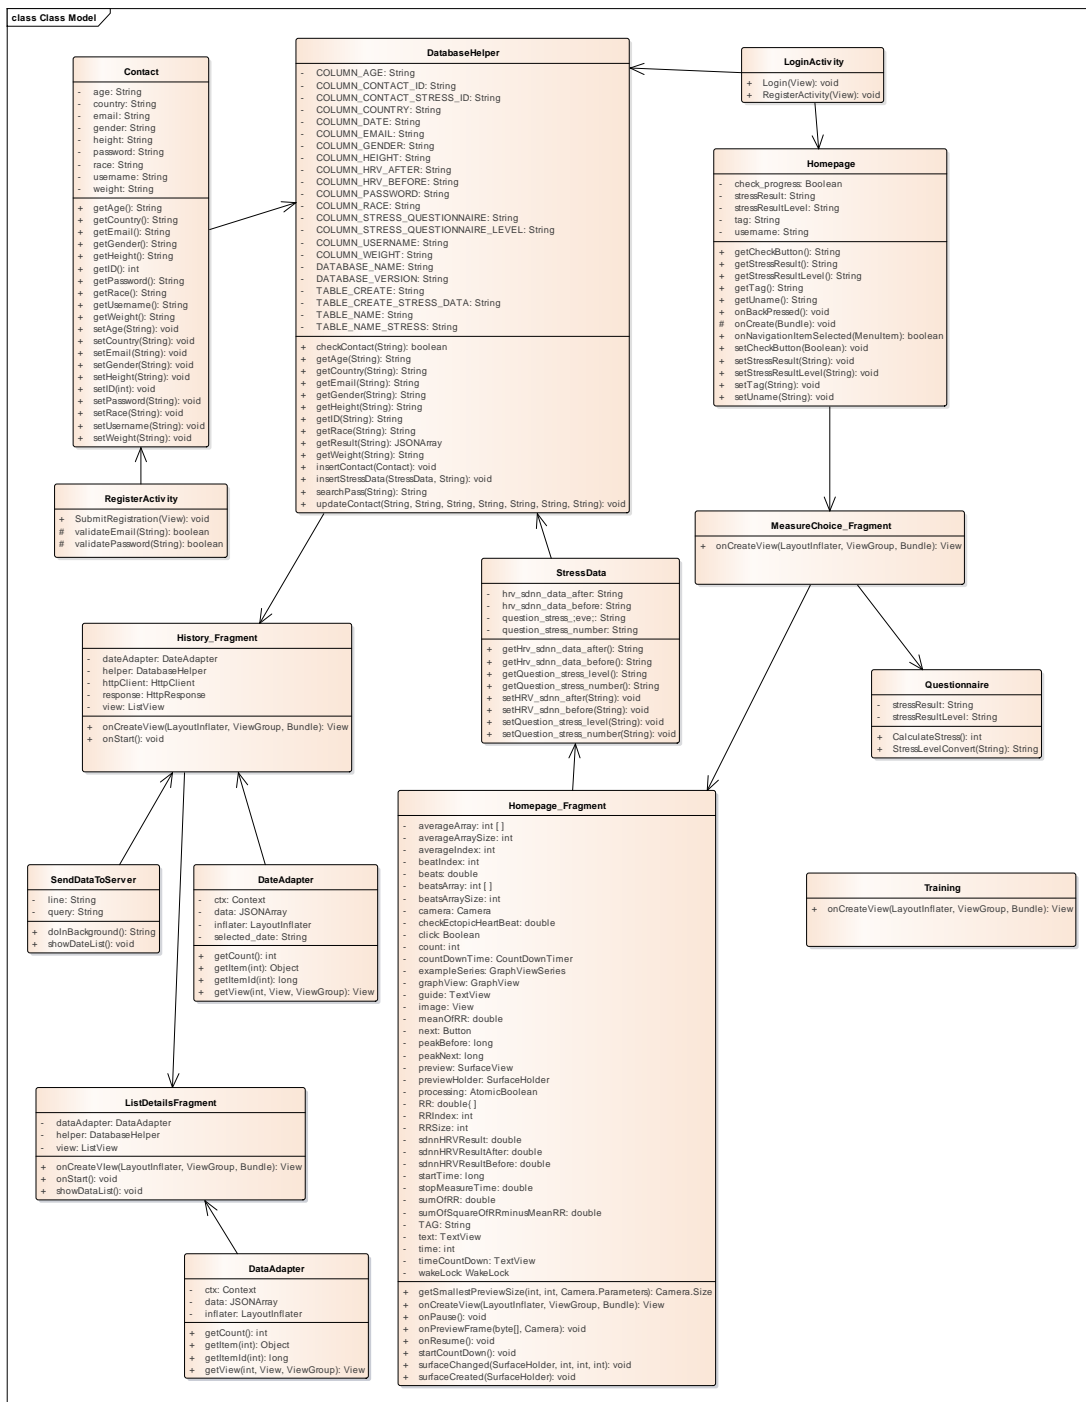 class Class Model
Contact
- age: String
- country: String
- email: String
- gender: String
- height: String
- password: String
- race: String
- username: String
- weight: String
+ getAge(): String
+ getCountry(): String
+ getEmail(): String
+ getGender(): String
+ getHeight(): String
+ getID(): int
+ getPassword(): String
+ getRace(): String
+ getUsername(): String
+ getWeight(): String
+ setAge(String): void
+ setCountry(String): void
+ setEmail(String): void
+ setGender(String): void
+ setHeight(String): void
+ setID(int): void
+ setPassword(String): void
+ setRace(String): void
+ setUsername(String): void
+ setWeight(String): void
DatabaseHelper
- COLUMN_AGE: String
- COLUMN_CONTACT_ID: String
- COLUMN_CONTACT_STRESS_ID: String
- COLUMN_COUNTRY: String
- COLUMN_DATE: String
- COLUMN_EMAIL: String
- COLUMN_GENDER: String
- COLUMN_HEIGHT: String
- COLUMN_HRV_AFTER: String
- COLUMN_HRV_BEFORE: String
- COLUMN_PASSWORD: String
- COLUMN_RACE: String
- COLUMN_STRESS_QUESTIONNAIRE: String
- COLUMN_STRESS_QUESTIONNAIRE_LEVEL: String
- COLUMN_USERNAME: String
- COLUMN_WEIGHT: String
- DATABASE_NAME: String
- DATABASE_VERSION: String
- TABLE_CREATE: String
- TABLE_CREATE_STRESS_DATA: String
- TABLE_NAME: String
- TABLE_NAME_STRESS: String
+ checkContact(String): boolean
+ getAge(String): String
+ getCountry(String): String
+ getEmail(String): String
+ getGender(String): String
+ getHeight(String): String
+ getID(String): String
+ getRace(String): String
+ getResult(String): JSONArray
+ getWeight(String): String
+ insertContact(Contact): void
+ insertStressData(StressData, String): void
+ searchPass(String): String
+ updateContact(String, String, String, String, String, String, String): void
LoginActivity
+ Login(View): void
+ RegisterActivity(View): void
Homepage
- check_progress: Boolean
- stressResult: String
- stressResultLevel: String
- tag: String
- username: String
+ getCheckButton(): String
+ getStressResult(): String
+ getStressResultLevel(): String
+ getTag(): String
+ getUname(): String
+ onBackPressed(): void
# onCreate(Bundle): void
+ onNavigationItemSelected(MenuItem): boolean
+ setCheckButton(Boolean): void
+ setStressResult(String): void
+ setStressResultLevel(String): void
+ setTag(String): void
+ setUname(String): void
RegisterActivity
+ SubmitRegistration(View): void
# validateEmail(String): boolean
# validatePassword(String): boolean
MeasureChoice_Fragment
+ onCreateView(LayoutInflater, ViewGroup, Bundle): View
StressData
- hrv_sdnn_data_after: String
- hrv_sdnn_data_before: String
- question_stress_;eve;: String
- question_stress_number: String
+ getHrv_sdnn_data_after(): String
+ getHrv_sdnn_data_before(): String
+ getQuestion_stress_level(): String
+ getQuestion_stress_number(): String
+ setHRV_sdnn_after(String): void
+ setHRV_sdnn_before(String): void
+ setQuestion_stress_level(String): void
+ setQuestion_stress_number(String): void
History_Fragment
- dateAdapter: DateAdapter
- helper: DatabaseHelper
- httpClient: HttpClient
- response: HttpResponse
- view: ListView
+ onCreateView(LayoutInflater, ViewGroup, Bundle): View
+ onStart(): void
Questionnaire
- stressResult: String
- stressResultLevel: String
+ CalculateStress(): int
+ StressLevelConvert(String): String
Homepage_Fragment
- averageArray: int [ ]
- averageArraySize: int
- averageIndex: int
- beatIndex: int
- beats: double
- beatsArray: int [ ]
- beatsArraySize: int
- camera: Camera
- checkEctopicHeartBeat: double
- click: Boolean
- count: int
- countDownTime: CountDownTimer
- exampleSeries: GraphViewSeries
- graphView: GraphView
- guide: TextView
- image: View
- meanOfRR: double
- next: Button
- peakBefore: long
- peakNext: long
- preview: SurfaceView
- previewHolder: SurfaceHolder
- processing: AtomicBoolean
- RR: double{ ]
- RRIndex: int
- RRSize: int
- sdnnHRVResult: double
- sdnnHRVResultAfter: double
- sdnnHRVResultBefore: double
- startTime: long
- stopMeasureTime: double
- sumOfRR: double
- sumOfSquareOfRRminusMeanRR: double
- TAG: String
- text: TextView
- time: int
- timeCountDown: TextView
- wakeLock: WakeLock
+ getSmallestPreviewSize(int, int, Camera.Parameters): Camera.Size
+ onCreateView(LayoutInflater, ViewGroup, Bundle): View
+ onPause(): void
+ onPreviewFrame(byte[], Camera): void
+ onResume(): void
+ startCountDown(): void
+ surfaceChanged(SurfaceHolder, int, int, int): void
+ surfaceCreated(SurfaceHolder): void
SendDataToServer
- line: String
- query: String
+ doInBackground(): String
+ showDateList(): void
DateAdapter
- ctx: Context
- data: JSONArray
- inflater: LayoutInflater
- selected_date: String
+ getCount(): int
+ getItem(int): Object
+ getItemId(int): long
+ getView(int, View, ViewGroup): View
Training
+ onCreateView(LayoutInflater, ViewGroup, Bundle): View
ListDetailsFragment
- dataAdapter: DataAdapter
- helper: DatabaseHelper
- view: ListView
+ onCreateVIew(LayoutInflater, ViewGroup, Bundle): View
+ onStart(): void
+ showDataList(): void
DataAdapter
- ctx: Context
- data: JSONArray
- inflater: LayoutInflater
+ getCount(): int
+ getItem(int): Object
+ getItemId(int): long
+ getView(int, View, ViewGroup): View